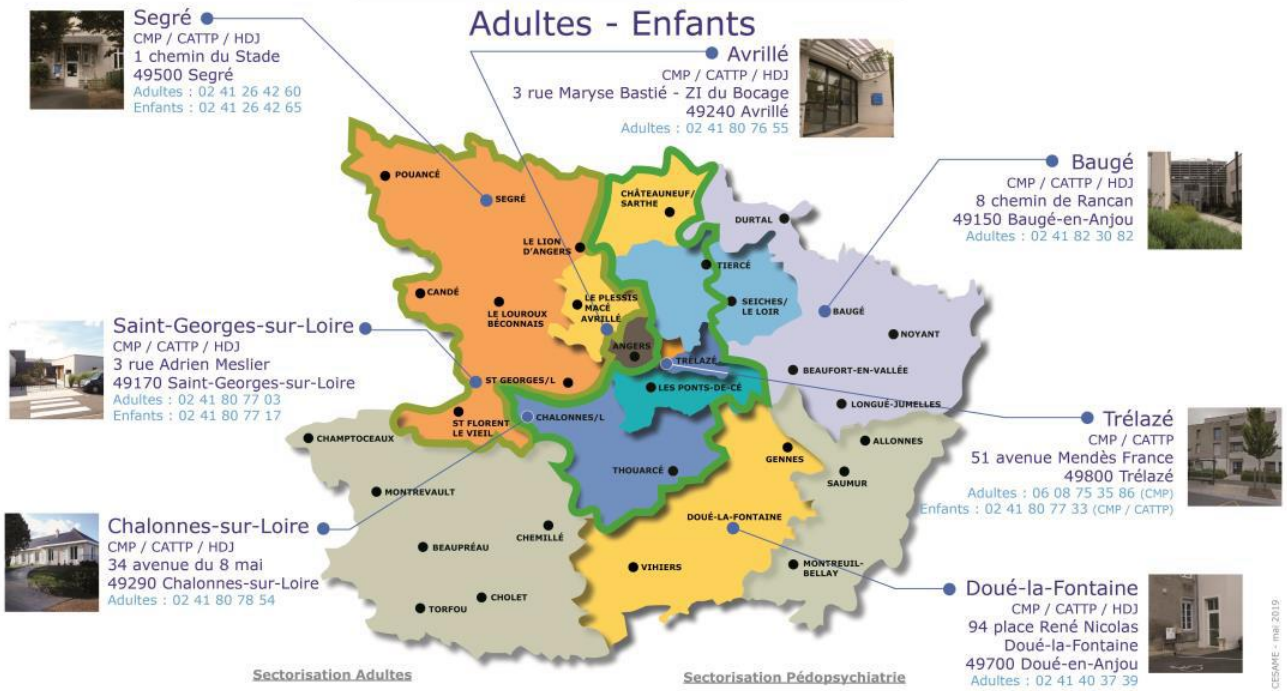 Adultes - Enfants
Segré
CMP / CATTP / HDJ
1 chemin du Stade
49500 Segré
Adultes : 02 41 26 42 60
Enfants : 02 41 26 42 65
Avrillé
CMP / CATTP / HDJ
3 rue Maryse Bastié - ZI du Bocage
49240 Avrillé
Adultes : 02 41 80 76 55
Baugé
CMP / CATTP / HDJ
8 chemin de Rancan
49150 Baugé-en-Anjou
Adultes : 02 41 82 30 82
Saint-Georges-sur-Loire
CMP / CATTP / HDJ
3 rue Adrien Meslier
49170 Saint-Georges-sur-Loire
Adultes : 02 41 80 77 03
Enfants : 02 41 80 77 17
Trélazé
CMP / CATTP
51 avenue Mendès France
49800 Trélazé
Adultes : 06 08 75 35 86 (CMP)
Enfants : 02 41 80 77 33 (CMP / CATTP)
Chalonnes-sur-Loire
CMP / CATTP / HDJ
34 avenue du 8 mai
49290 Chalonnes-sur-Loire
Adultes : 02 41 80 78 54
Doué-la-Fontaine
CMP / CATTP / HDJ
94 place René Nicolas
Doué-la-Fontaine
49700 Doué-en-Anjou
Adultes : 02 41 40 37 39
POUANCÉ
SEGRÉ
CHÂTEAUNEUF/
SARTHE
DURTAL
LE LION
D'ANGERS
TIERCÉ
CANDÉ
LE LOUROUX
BÉCONNAIS
LE PLESSIS
MACÉ
AVRILLÉ
SEICHES/
LE LOIR
BAUGÉ
NOYANT
ANGERS
TRÉLAZÉ
BEAUFORT-EN-VALLÉE
ST GEORGES/L
LES PONTS-DE-CÉ
LONGUÉ-JUMELLES
ST FLORENT
LE VIEIL
CHALONNES/L
CHAMPTOCEAUX
ALLONNES
GENNES
THOUARCÉ
SAUMUR
MONTREVAULT
DOUÉ-LA-FONTAINE
CHEMILLÉ
BEAUPRÉAU
VIHIERS
MONTREUIL-
BELLAY
CHOLET
TORFOU
Sectorisation Adultes
Sectorisation Pédopsychiatrie
CESAME - mai 2019